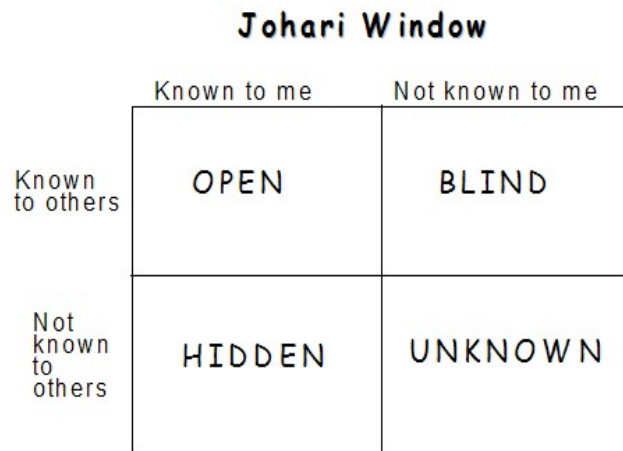 Johari Window
Known to me
Not known to me
Known
to others
OPEN
BLIND
Not
known
to
others
HIDDEN
UNKNOWN